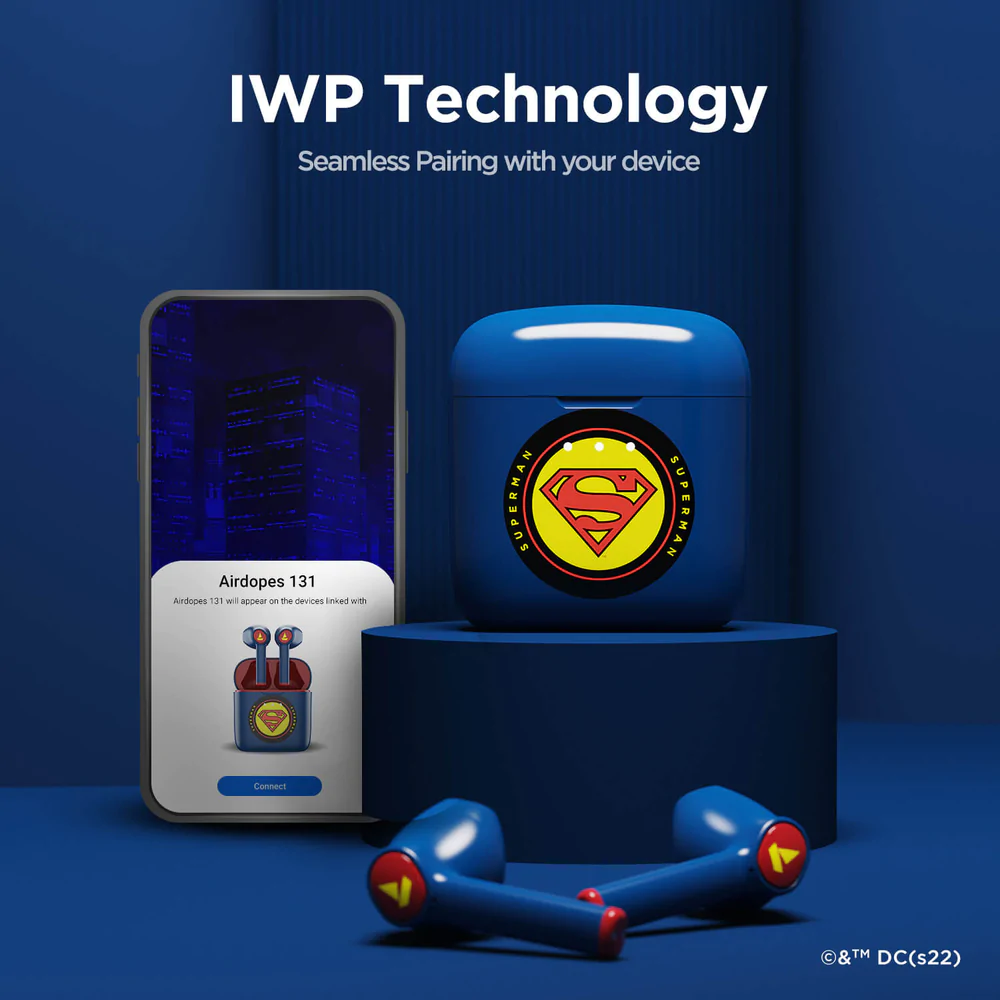 IWP Technology
Seamless Pairing with your device
SUPERMAN
SUPERMAN
Airdopes 131
Airdopes 131 will appear on the devices linked with
Connect
©&™ DC(s22)